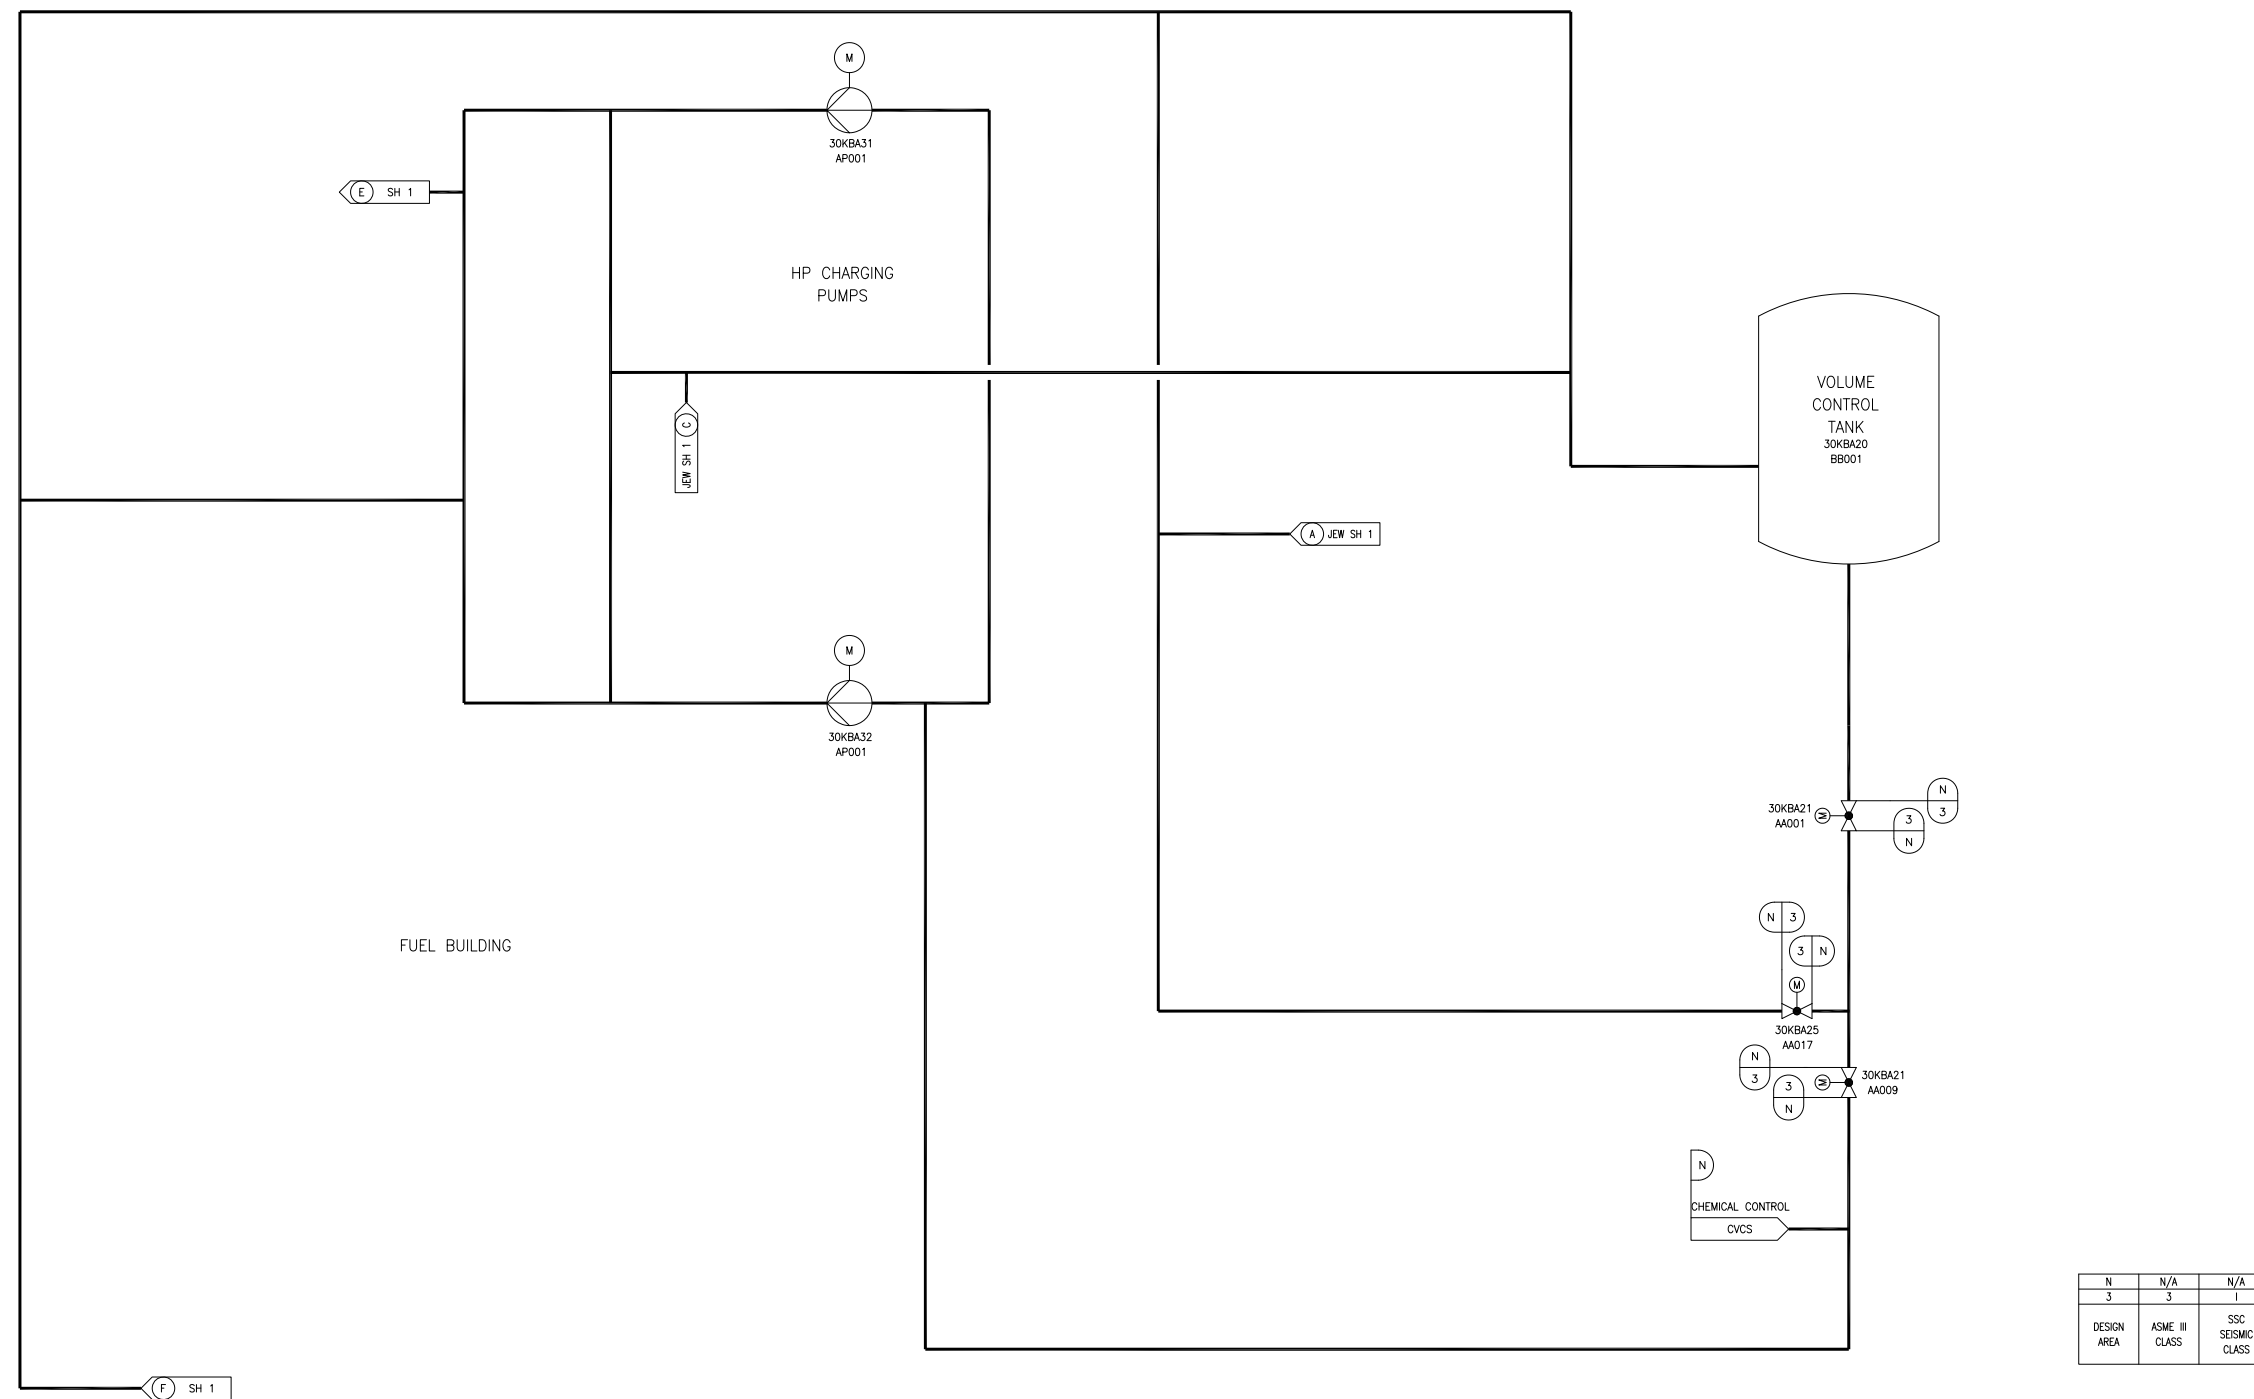 M
30KBA31
AP001
E SH 1
HP CHARGING
PUMPS
VOLUME
CONTROL
TANK
30KBA20
BB001
JEW SH 1 C
A JEW SH 1
M
30KBA32
AP001
N
3
30KBA21
AA001
M
3
N
FUEL BUILDING
N 3
3 N
M
30KBA25
AA017
N
3
3
N
M
30KBA21
AA009
N
CHEMICAL CONTROL
CVCS
N N/A N/A
3 3 I
DESIGN
AREA
ASME III
CLASS
SSC
SEISMIC
CLASS
F SH 1